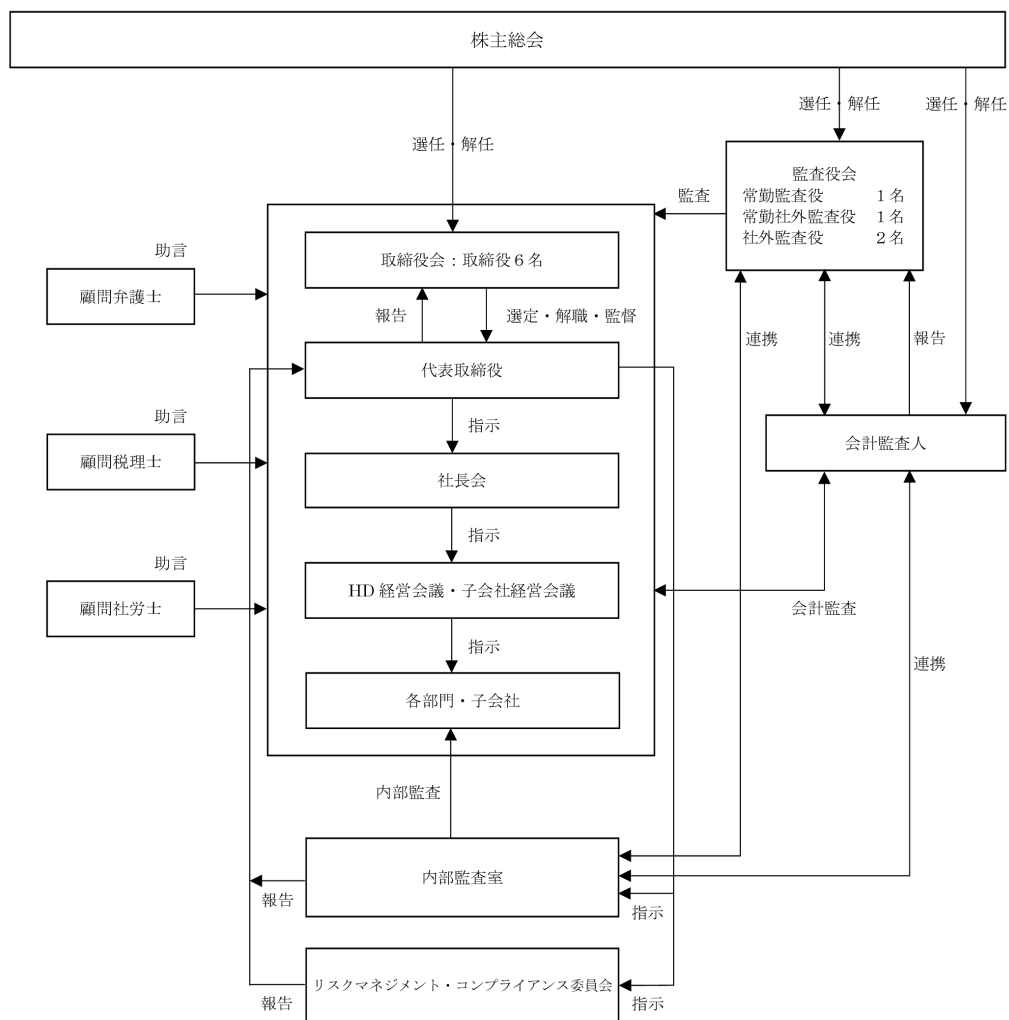 株主総会
選任・解任
選任・解任
選任・解任
監査役会
常勤監査役 1名
常勤社外監査役 1名
社外監査役 2名
監査
取締役会：取締役6名
助言
顧問弁護士
報告
選定・解職・監督
連携
連携
報告
代表取締役
助言
顧問税理士
指示
会計監査人
社長会
指示
助言
顧問社労士
HD経営会議・子会社経営会議
会計監査
指示
連携
各部門・子会社
内部監査
内部監査室
報告
指示
リスクマネジメント・コンプライアンス委員会
報告
指示